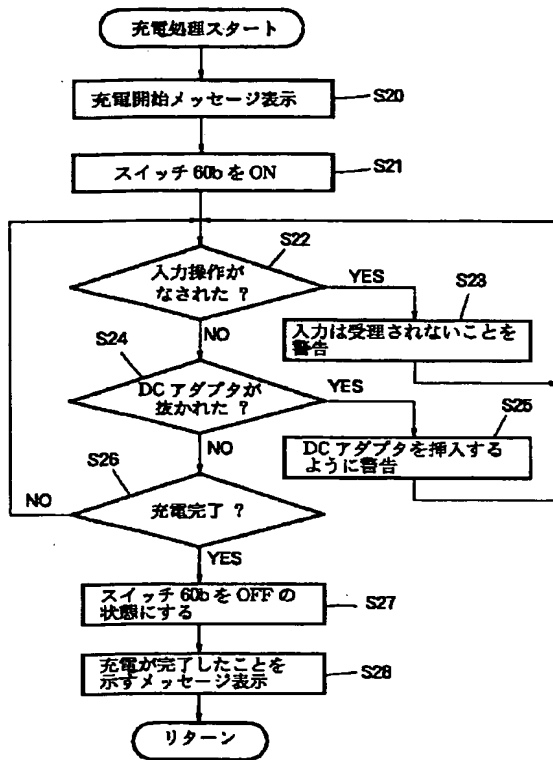 充電処理スタート
充電開始メッセージ表示
S20
スイッチ 60b を ON
S21
S22
入力操作が
なされた ?
YES
S23
入力は受理されないことを
警告
NO
S24
DC アダプタが
抜かれた ?
YES
S25
DC アダプタを挿入する
ように警告
NO
S26
充電完了 ?
NO
YES
スイッチ 60b を OFF の
状態にする
S27
充電が完了したことを
示すメッセージ表示
S28
リターン